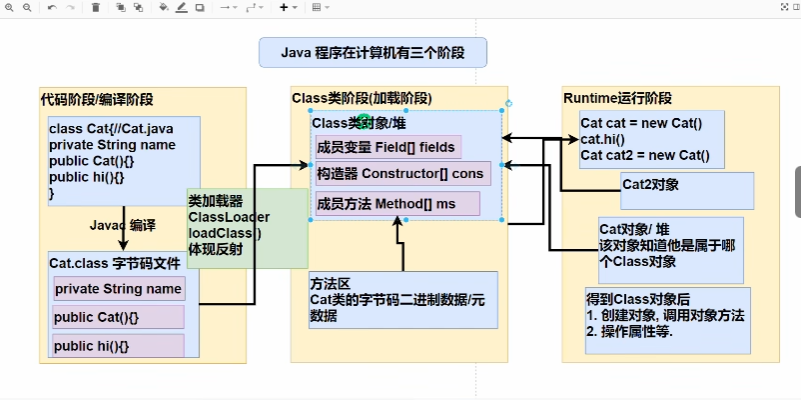 Java 程序在计算机有三个阶段
代码阶段/编译阶段
class Cat{//Cat.java
private String name
public Cat(){}
public hi(){}
}
Javac 编译
Cat.class 字节码文件
private String name
public Cat(){}
public hi(){}
类加载器
ClassLoader
loadClass()
体现反射
Class类阶段(加载阶段)
Class类对象/堆
成员变量 Field[] fields
构造器 Constructor[] cons
成员方法 Method[] ms
方法区
Cat类的字节码二进制数据/元
数据
Runtime运行阶段
Cat cat = new Cat()
cat.hi()
Cat cat2 = new Cat()
Cat2对象
Cat对象/ 堆
该对象知道他是属于哪
个Class对象
得到Class对象后
1. 创建对象, 调用对象方法
2. 操作属性等.